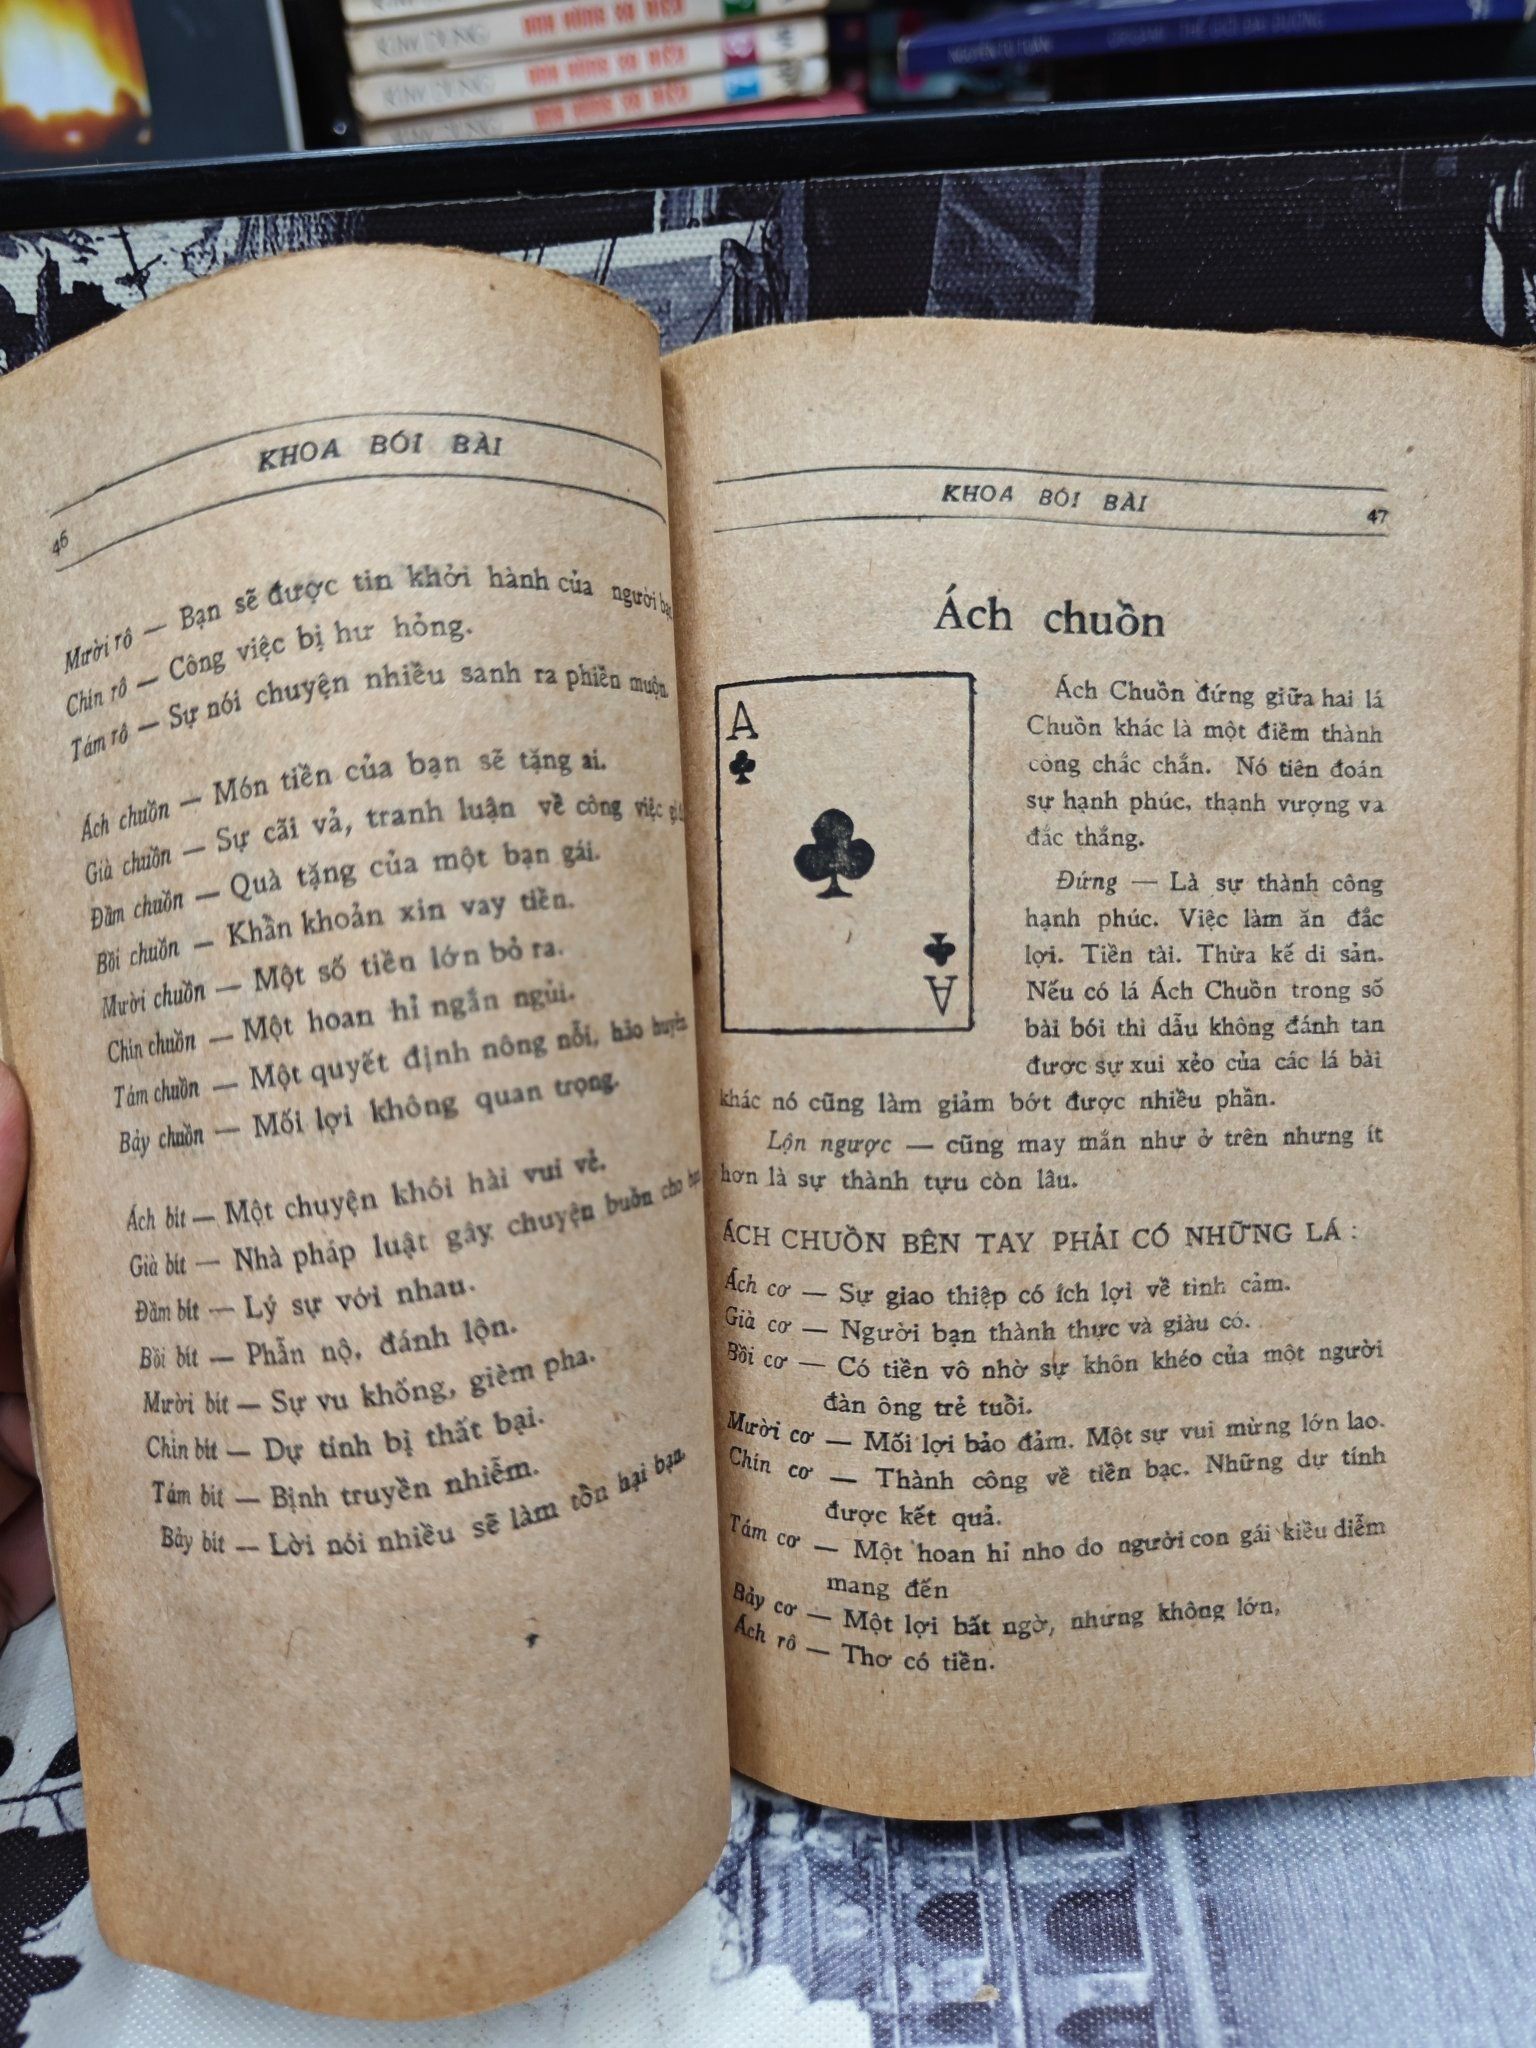 ANH HÙNG XẠ ĐIÊU
NGUYỄN TỪ TUẤN
THẾ GIỚI ĐẠI DƯƠNG
KHOA BÓI BÀI
46
Mười rô — Bạn sẽ được tin khởi hành của người bạn
Chín rô — Công việc bị hư hỏng.
Tám rô — Sự nói chuyện nhiều sanh ra phiền muộn
Ách chuồn — Món tiền của bạn sẽ tặng ai.
Già chuồn — Sự cãi vả, tranh luận về công việc
Đầm chuồn — Quà tặng của một bạn gái.
Bồi chuồn — Khần khoản xin vay tiền.
Mười chuồn — Một số tiền lớn bỏ ra.
Chín chuồn — Một hoan hỉ ngắn ngủi.
Tám chuồn — Một quyết định nông nỗi, hảo huyền
Bảy chuồn — Mối lợi không quan trọng.
Ách bít — Một chuyện khôi hài vui vẻ.
Già bít — Nhà pháp luật gây chuyện buồn cho bạn
Đầm bít — Lý sự với nhau.
Bồi bít — Phẫn nộ, đánh lộn.
Mười bít — Sự vu khống, gièm pha.
Chín bít — Dự tính bị thất bại.
Tám bít — Bịnh truyền nhiễm.
Bảy bít — Lời nói nhiều sẽ làm tồn hại bạn.
KHOA BÓI BÀI
47
Ách chuồn
A
A
Ách Chuồn đứng giữa hai lá
Chuồn khác là một điềm thành
công chắc chắn. Nó tiên đoán
sự hạnh phúc, thạnh vượng va
đắc thắng.
Đứng — Là sự thành công
hạnh phúc. Việc làm ăn đắc
lợi. Tiền tài. Thừa kế di sản.
Nếu có lá Ách Chuồn trong số
bài bói thì dẫu không đánh tan
được sự xui xẻo của các lá bài
khác nó cũng làm giảm bớt được nhiều phần.
Lộn ngược — cũng may mắn như ở trên nhưng ít
hơn là sự thành tựu còn lâu.
ÁCH CHUỒN BÊN TAY PHẢI CÓ NHỮNG LÁ :
Ách cơ — Sự giao thiệp có ích lợi về tình cảm.
Già cơ — Người bạn thành thực và giàu có.
Bồi cơ — Có tiền vô nhờ sự khôn khéo của một người
đàn ông trẻ tuồi.
Mười cơ — Mối lợi bảo đảm. Một sự vui mừng lớn lao.
Chín cơ — Thành công về tiền bạc. Những dự tính
được kết quả.
Tám cơ — Một hoan hỉ nho do người con gái kiều diễm
mang đến
Bảy cơ — Một lợi bất ngờ, nhưng không lớn,
Ách rô — Thơ có tiền.